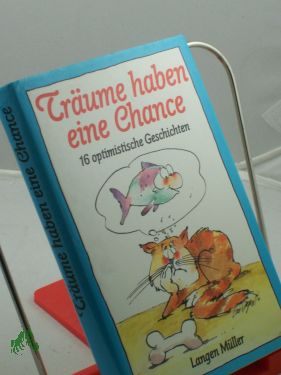 Träume haben
eine Chance
16 optimistische Geschichten
Langen Müller
Träume haben eine Chance